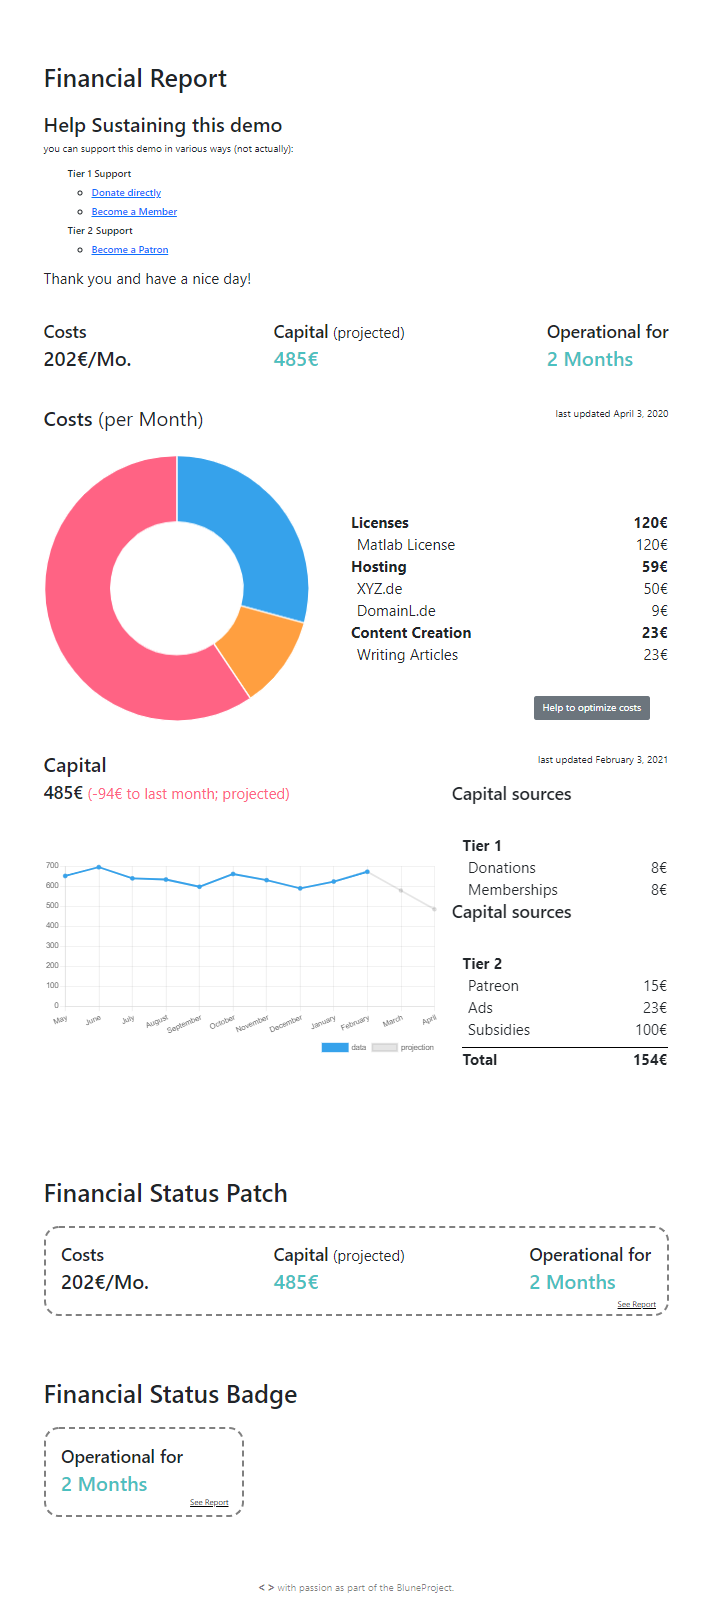 Financial Report
Help Sustaining this demo
you can support this demo in various ways (not actually):
Tier 1 Support
Donate directly
Become a Member
Tier 2 Support
Become a Patron
Thank you and have a nice day!
Costs
202€/Mo.
Capital (projected)
485€
Operational for
2 Months
Costs (per Month)
last updated April 3, 2020
Licenses 120€
Matlab License 120€
Hosting 59€
XYZ.de 50€
DomainL.de 9€
Content Creation 23€
Writing Articles 23€
Help to optimize costs
Capital
last updated February 3, 2021
485€ (-94€ to last month; projected)
700
600
500
400
300
200
100
0
May June July August September October November December January February March April
data projection
Capital sources
Tier 1
Donations 8€
Memberships 8€
Capital sources
Tier 2
Patreon 15€
Ads 23€
Subsidies 100€
Total 154€
Financial Status Patch
Costs
202€/Mo.
Capital (projected)
485€
Operational for
2 Months
See Report
Financial Status Badge
Operational for
2 Months
See Report
< > with passion as part of the BluneProject.